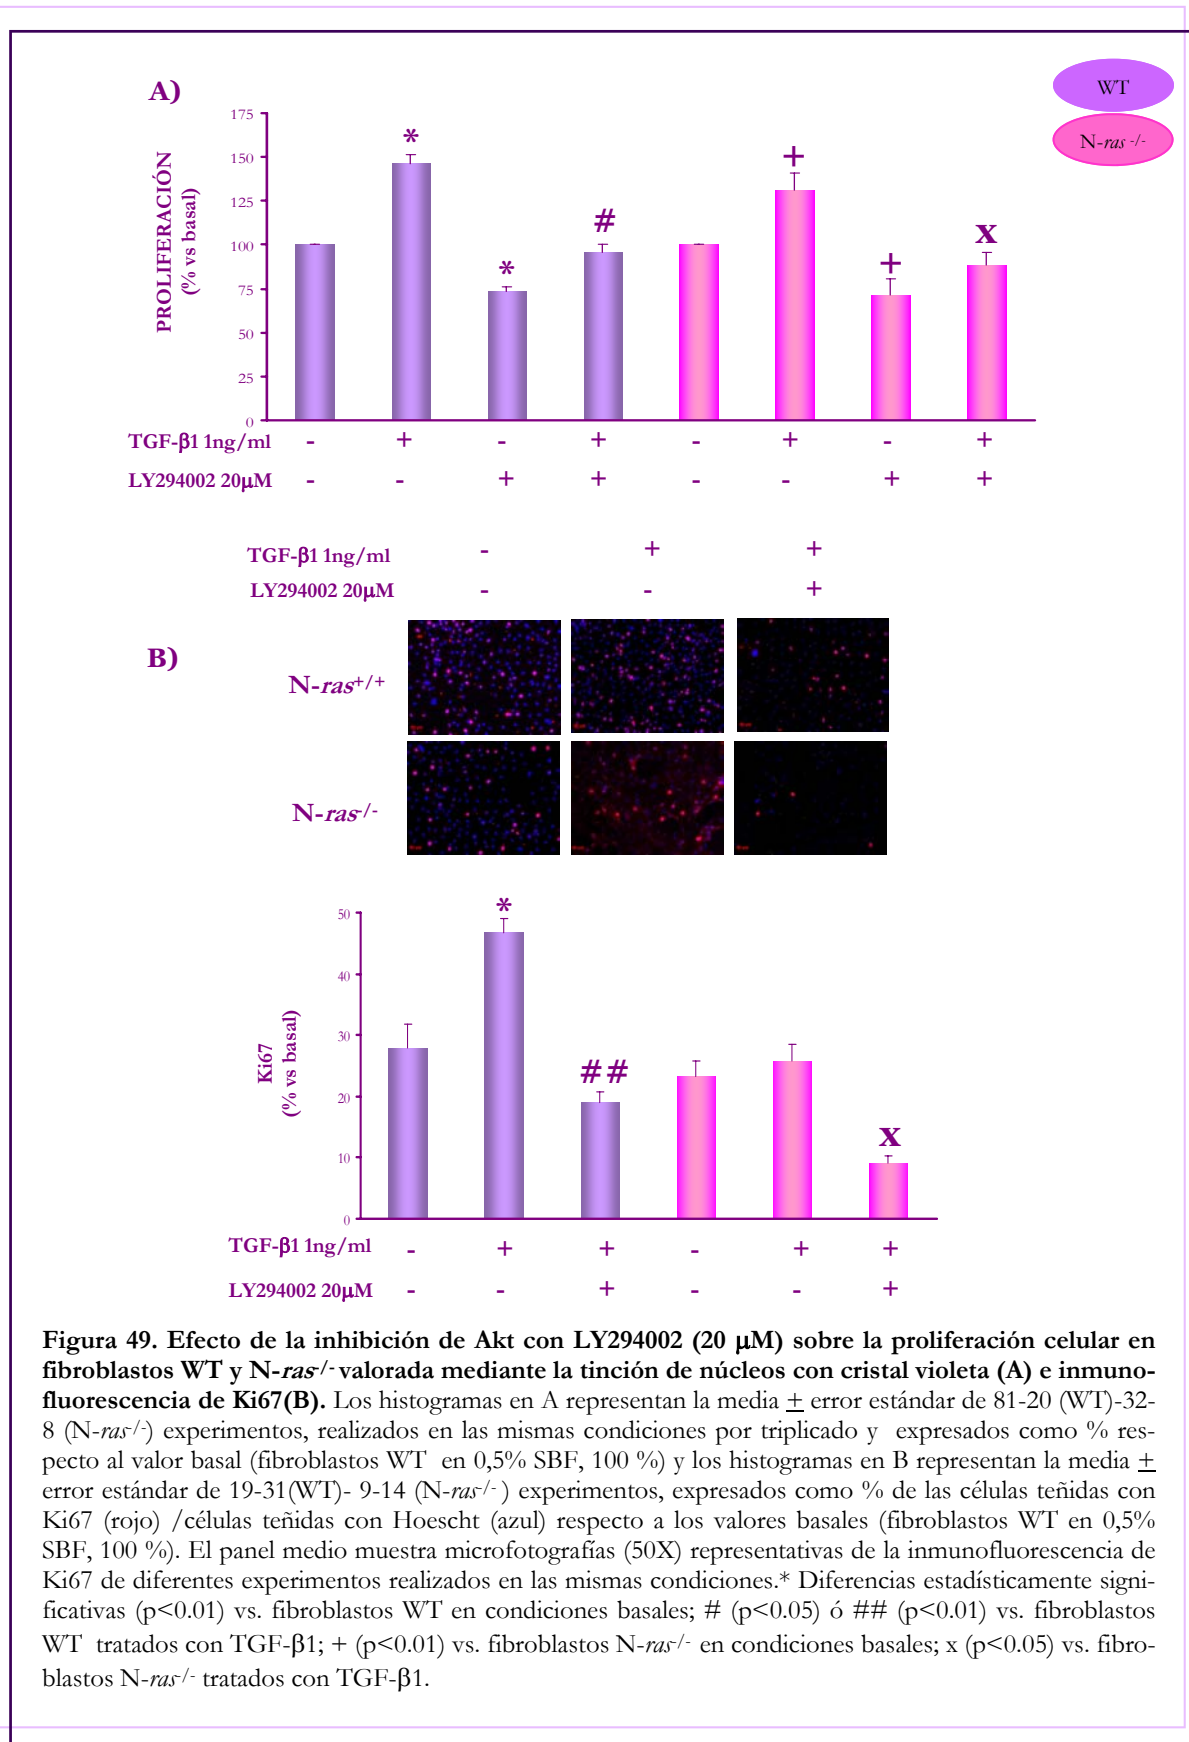 A)
WT
N-ras -/-
PROLIFERACIÓN
(% vs basal)
175
150
125
100
75
50
25
0
* * # + + x
TGF-β1 1ng/ml - + - + - + - +
LY294002 20µM - - + + - - + +
TGF-β1 1ng/ml - + +
LY294002 20µM - - +
B)
N-ras+/+
N-ras-/-
Ki67
(% vs basal)
50
40
30
20
10
0
* ## x
TGF-β1 1ng/ml - + + - + +
LY294002 20µM - - + - - +
Figura 49. Efecto de la inhibición de Akt con LY294002 (20 µM) sobre la proliferación celular en
fibroblastos WT y N-ras-/- valorada mediante la tinción de núcleos con cristal violeta (A) e inmuno-
fluorescencia de Ki67(B). Los histogramas en A representan la media + error estándar de 81-20 (WT)-32-
8 (N-ras-/-) experimentos, realizados en las mismas condiciones por triplicado y expresados como % res-
pecto al valor basal (fibroblastos WT en 0,5% SBF, 100 %) y los histogramas en B representan la media +
error estándar de 19-31(WT)- 9-14 (N-ras-/- ) experimentos, expresados como % de las células teñidas con
Ki67 (rojo) /células teñidas con Hoescht (azul) respecto a los valores basales (fibroblastos WT en 0,5%
SBF, 100 %). El panel medio muestra microfotografías (50X) representativas de la inmunofluorescencia de
Ki67 de diferentes experimentos realizados en las mismas condiciones.* Diferencias estadísticamente signi-
ficativas (p<0.01) vs. fibroblastos WT en condiciones basales; # (p<0.05) ó ## (p<0.01) vs. fibroblastos
WT tratados con TGF-β1; + (p<0.01) vs. fibroblastos N-ras-/- en condiciones basales; x (p<0.05) vs. fibro-
blastos N-ras-/- tratados con TGF-β1.